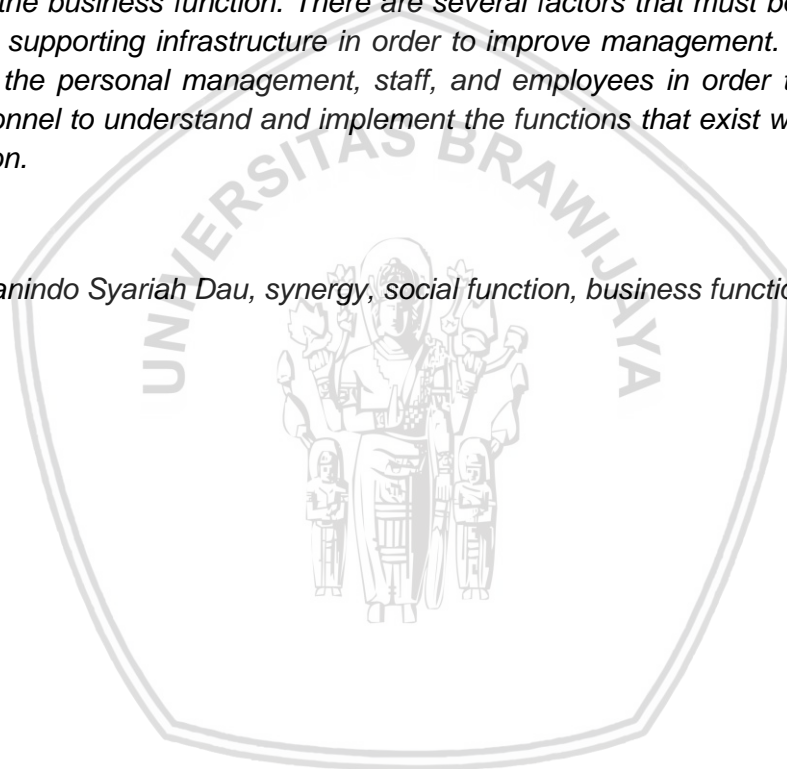 the business function. There are several factors that must be
supporting infrastructure in order to improve management.
the personal management, staff, and employees in order t
onnel to understand and implement the functions that exist w
on.
anindo Syariah Dau, synergy, social function, business functio
UNIVERSITAS BRAWIJAYA